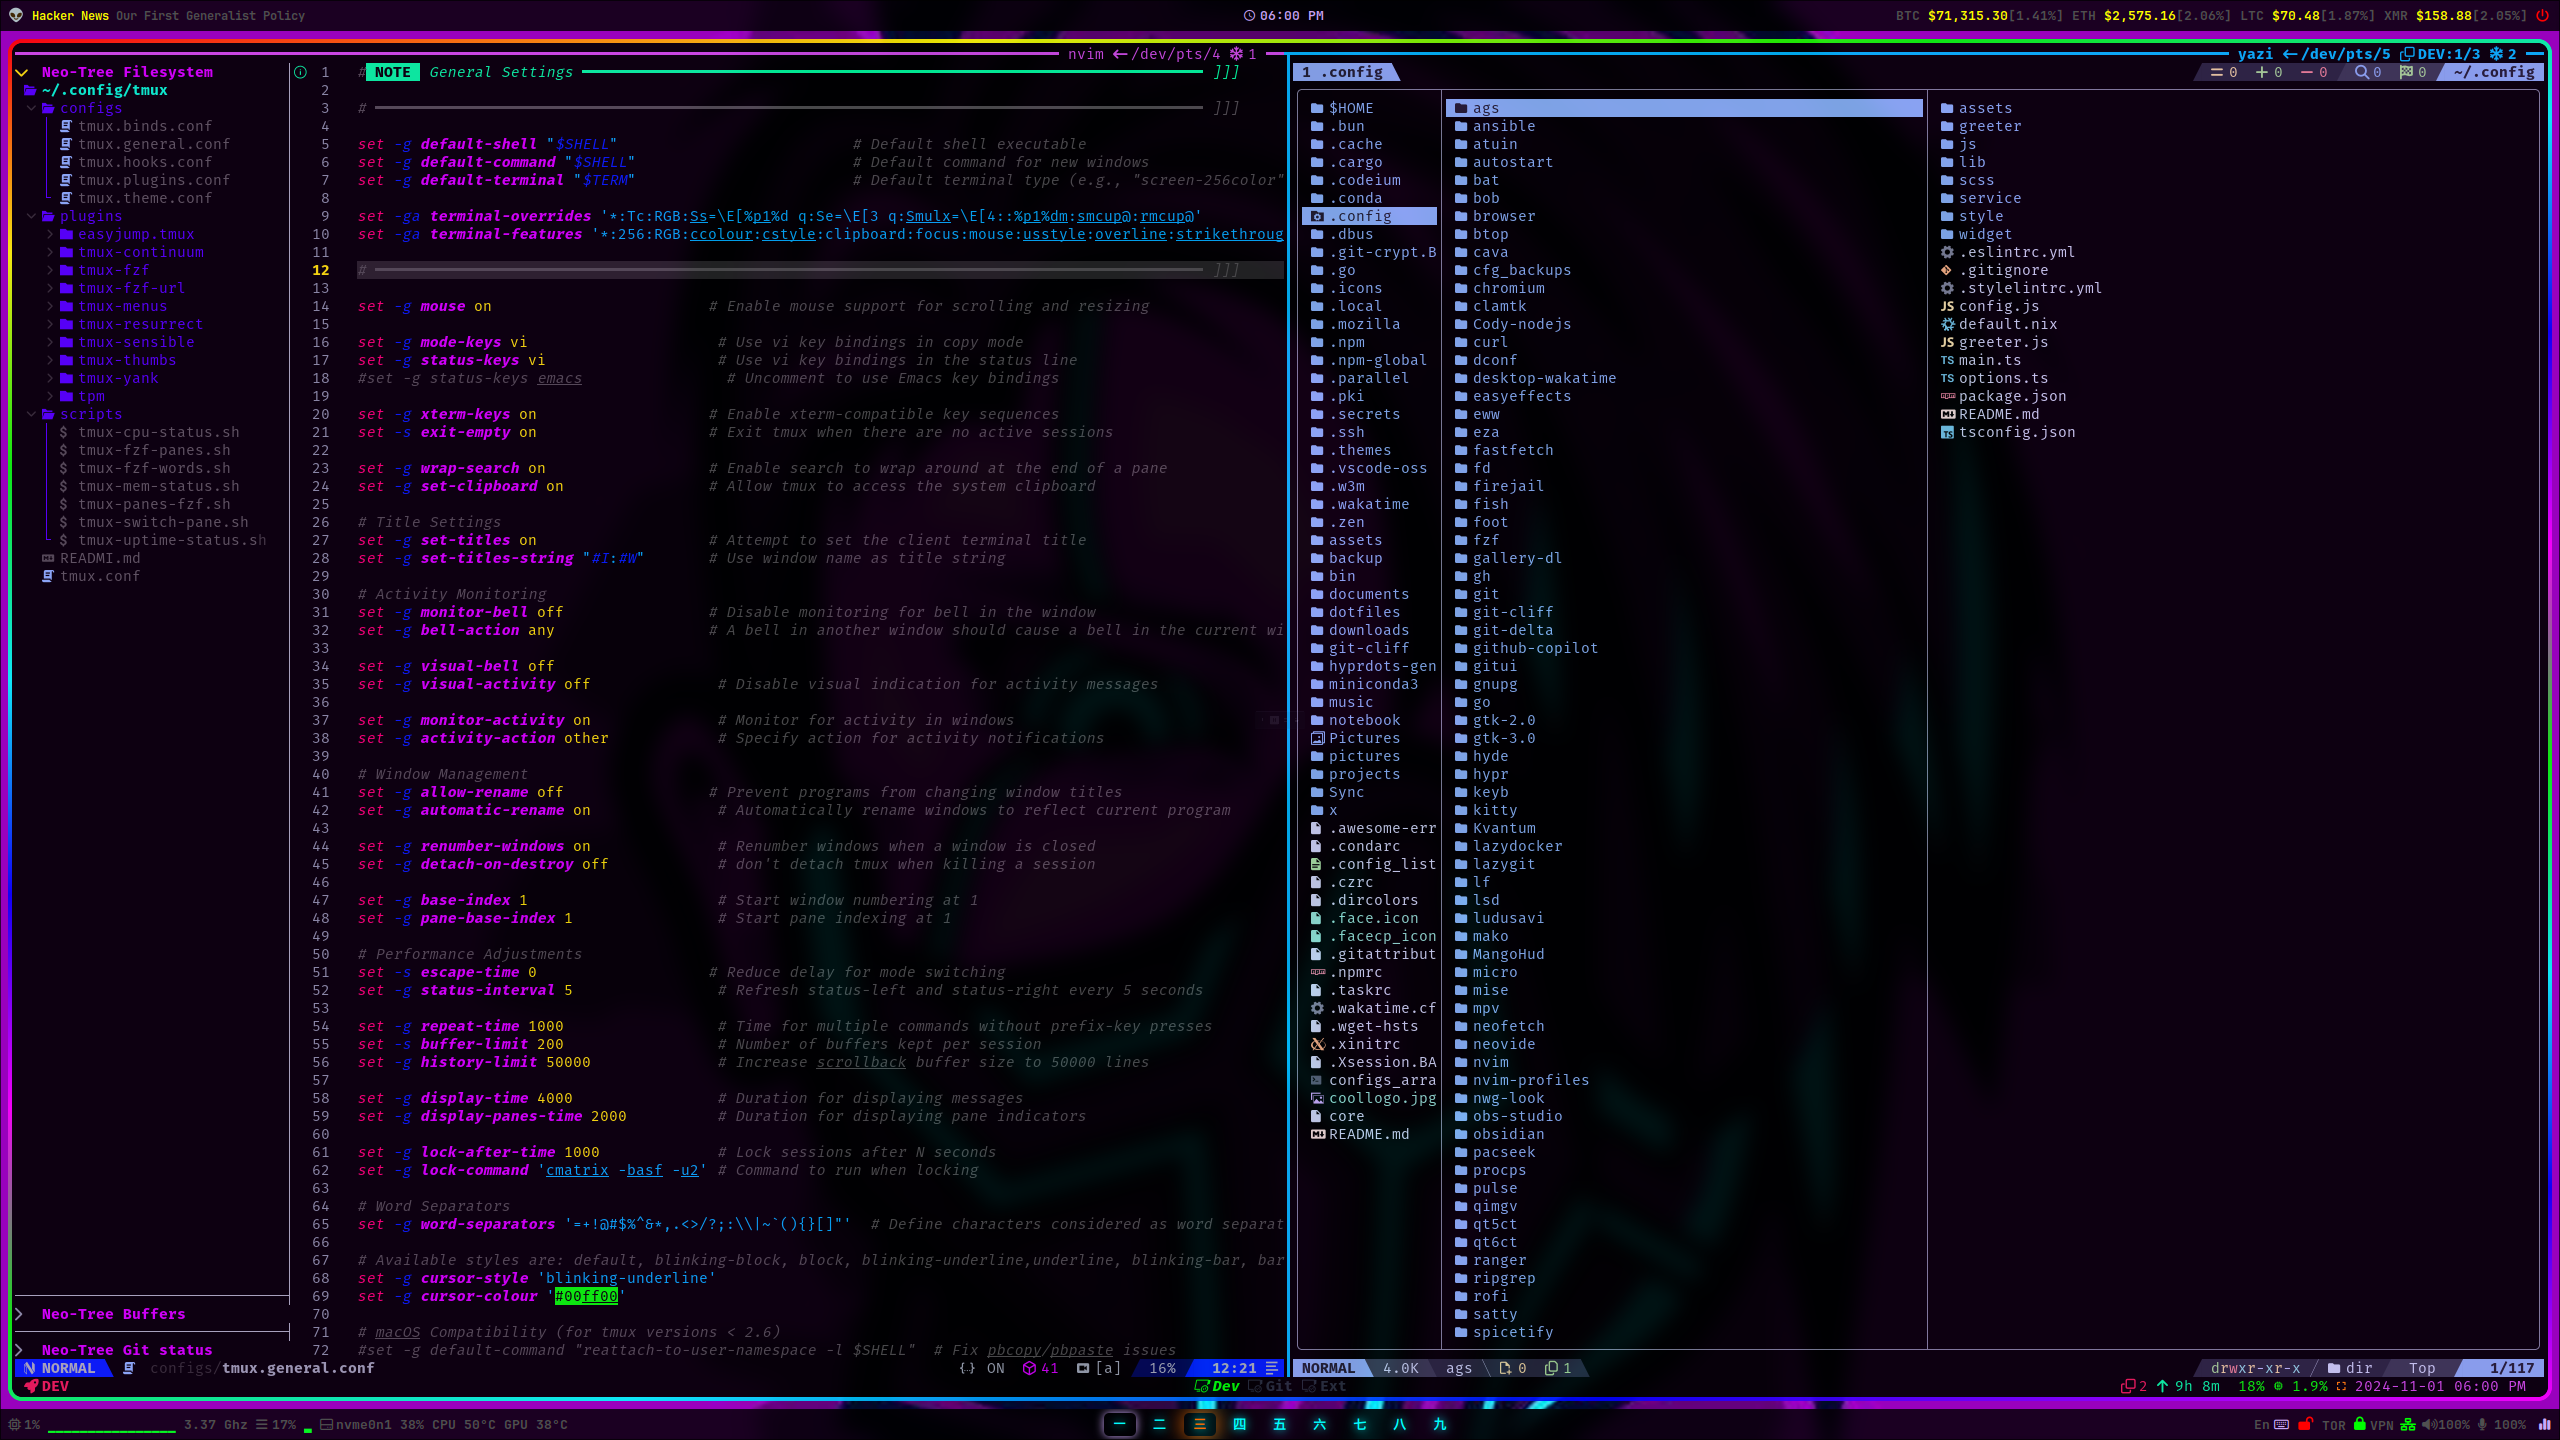 Hacker News Our First Generalist Policy
06:00 PM
BTC $71,315.30[1.41%] ETH $2,575.16[2.06%] LTC $70.48[1.87%] XMR $158.88[2.05%]
nvim <-/dev/pts/4 1
yazi <-/dev/pts/5 DEV:1/3 2
Neo-Tree Filesystem
~/.config/tmux
configs
tmux.binds.conf
tmux.general.conf
tmux.hooks.conf
tmux.plugins.conf
tmux.theme.conf
plugins
easyjump.tmux
tmux-continuum
tmux-fzf
tmux-fzf-url
tmux-menus
tmux-resurrect
tmux-sensible
tmux-thumbs
tmux-yank
tpm
scripts
$ tmux-cpu-status.sh
$ tmux-fzf-panes.sh
$ tmux-fzf-words.sh
$ tmux-mem-status.sh
$ tmux-panes-fzf.sh
$ tmux-switch-pane.sh
$ tmux-uptime-status.sh
README.md
tmux.conf
Neo-Tree Buffers
Neo-Tree Git status
1 # NOTE General Settings ]]]
2
3 # ]]]
4
5 set -g default-shell "$SHELL" # Default shell executable
6 set -g default-command "$SHELL" # Default command for new windows
7 set -g default-terminal "$TERM" # Default terminal type (e.g., "screen-256color"
8
9 set -ga terminal-overrides '*:Tc:RGB:Ss=\E[%p1%d q:Se=\E[3 q:Smulx=\E[4::%p1%dm:smcup@:rmcup@'
10 set -ga terminal-features '*:256:RGB:ccolour:cstyle:clipboard:focus:mouse:usstyle:overline:strikethroug
11
12 # ]]]
13
14 set -g mouse on # Enable mouse support for scrolling and resizing
15
16 set -g mode-keys vi # Use vi key bindings in copy mode
17 set -g status-keys vi # Use vi key bindings in the status line
18 #set -g status-keys emacs # Uncomment to use Emacs key bindings
19
20 set -g xterm-keys on # Enable xterm-compatible key sequences
21 set -s exit-empty on # Exit tmux when there are no active sessions
22
23 set -g wrap-search on # Enable search to wrap around at the end of a pane
24 set -g set-clipboard on # Allow tmux to access the system clipboard
25
26 # Title Settings
27 set -g set-titles on # Attempt to set the client terminal title
28 set -g set-titles-string "#I:#W" # Use window name as title string
29
30 # Activity Monitoring
31 set -g monitor-bell off # Disable monitoring for bell in the window
32 set -g bell-action any # A bell in another window should cause a bell in the current wi
33
34 set -g visual-bell off
35 set -g visual-activity off # Disable visual indication for activity messages
36
37 set -g monitor-activity on # Monitor for activity in windows
38 set -g activity-action other # Specify action for activity notifications
39
40 # Window Management
41 set -g allow-rename off # Prevent programs from changing window titles
42 set -g automatic-rename on # Automatically rename windows to reflect current program
43
44 set -g renumber-windows on # Renumber windows when a window is closed
45 set -g detach-on-destroy off # don't detach tmux when killing a session
46
47 set -g base-index 1 # Start window numbering at 1
48 set -g pane-base-index 1 # Start pane indexing at 1
49
50 # Performance Adjustments
51 set -s escape-time 0 # Reduce delay for mode switching
52 set -g status-interval 5 # Refresh status-left and status-right every 5 seconds
53
54 set -g repeat-time 1000 # Time for multiple commands without prefix-key presses
55 set -s buffer-limit 200 # Number of buffers kept per session
56 set -g history-limit 50000 # Increase scrollback buffer size to 50000 lines
57
58 set -g display-time 4000 # Duration for displaying messages
59 set -g display-panes-time 2000 # Duration for displaying pane indicators
60
61 set -g lock-after-time 1000 # Lock sessions after N seconds
62 set -g lock-command 'cmatrix -basf -u2' # Command to run when locking
63
64 # Word Separators
65 set -g word-separators '=+!@#$%^&*,.<>/?;:\\|~`(){}[]"' # Define characters considered as word separat
66
67 # Available styles are: default, blinking-block, block, blinking-underline,underline, blinking-bar, bar
68 set -g cursor-style 'blinking-underline'
69 set -g cursor-colour '#00ff00'
70
71 # macOS Compatibility (for tmux versions < 2.6)
72 #set -g default-command "reattach-to-user-namespace -l $SHELL" # Fix pbcopy/pbpaste issues
NORMAL configs/tmux.general.conf {.} ON 41 [a] 16% 12:21
1 .config
0 0 0 0 0 ~/.config
$HOME
.bun
.cache
.cargo
.codeium
.conda
.config
.dbus
.git-crypt.B
.go
.icons
.local
.mozilla
.npm
.npm-global
.parallel
.pki
.secrets
.ssh
.themes
.vscode-oss
.w3m
.wakatime
.zen
assets
backup
bin
documents
dotfiles
downloads
git-cliff
hyprdots-gen
miniconda3
music
notebook
Pictures
pictures
projects
Sync
x
.awesome-err
.condarc
.config_list
.czrc
.dircolors
.face.icon
.facecp_icon
.gitattribut
.npmrc
.taskrc
.wakatime.cf
.wget-hsts
.xinitrc
.Xsession.BA
configs_arra
coollogo.jpg
core
README.md
ags
ansible
atuin
autostart
bat
bob
browser
btop
cava
cfg_backups
chromium
clamtk
Cody-nodejs
curl
dconf
desktop-wakatime
easyeffects
eww
eza
fastfetch
fd
firejail
fish
foot
fzf
gallery-dl
gh
git
git-cliff
git-delta
github-copilot
gitui
gnupg
go
gtk-2.0
gtk-3.0
hyde
hypr
keyb
kitty
Kvantum
lazydocker
lazygit
lf
lsd
ludusavi
mako
MangoHud
micro
mise
mpv
neofetch
neovide
nvim
nvim-profiles
nwg-look
obs-studio
obsidian
pacseek
procps
pulse
qimgv
qt5ct
qt6ct
ranger
ripgrep
rofi
satty
spicetify
assets
greeter
js
lib
scss
service
style
widget
.eslintrc.yml
.gitignore
.stylelintrc.yml
config.js
default.nix
greeter.js
main.ts
options.ts
package.json
README.md
tsconfig.json
NORMAL 4.0K ags 0 1 drwxr-xr-x dir Top 1/117
DEV Dev Git Ext 2 9h 8m 18% 1.9% 2024-11-01 06:00 PM
1% 3.37 Ghz 17% nvme0n1 38% CPU 50°C GPU 38°C
一 二 三 四 五 六 七 八 九
En TOR VPN 100% 100%